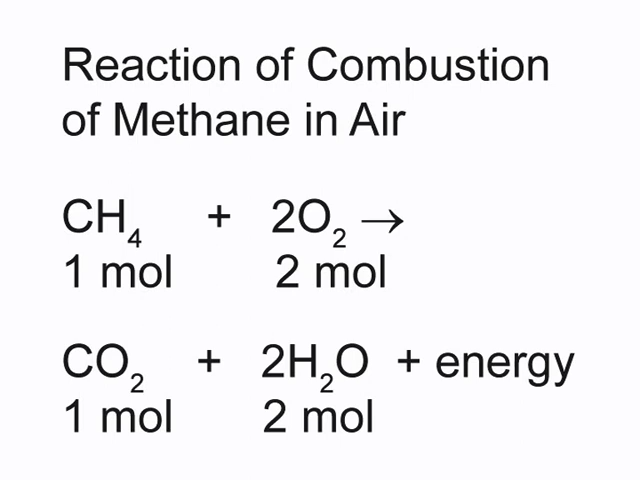 Reaction of Combustion
of Methane in Air
CH₄ + 2O₂ →
1 mol 2 mol
CO₂ + 2H₂O + energy
1 mol 2 mol